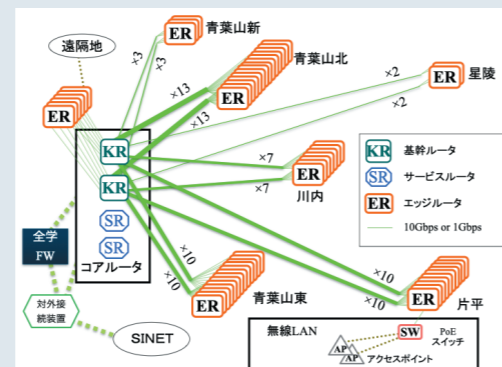 遠隔地
ER
青葉山新
ER
×3
×3
青葉山北
ER
×13
×13
星陵
ER
×2
×2
KR
KR
SR
SR
コアルータ
川内
ER
×7
×7
KR 基幹ルータ
SR サービスルータ
ER エッジルータ
10Gbps or 1Gbps
全学
FW
対外接
続装置
SINET
×10
×10
ER
青葉山東
×10
×10
ER
片平
無線LAN
SW
PoE
スイッチ
AP
AP
アクセスポイント